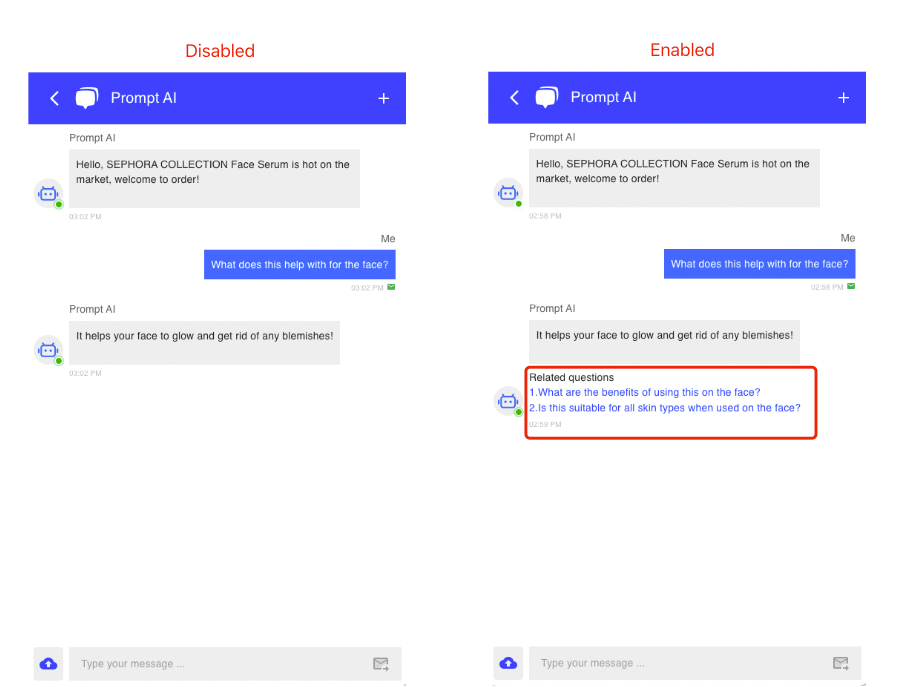 Disabled
Prompt AI
Prompt AI
Hello, SEPHORA COLLECTION Face Serum is hot on the
market, welcome to order!
03:02 PM
Me
What does this help with for the face?
03:02 PM
Prompt AI
It helps your face to glow and get rid of any blemishes!
03:02 PM
Type your message ...
Enabled
Prompt AI
Prompt AI
Hello, SEPHORA COLLECTION Face Serum is hot on the
market, welcome to order!
02:58 PM
Me
What does this help with for the face?
02:58 PM
Prompt AI
It helps your face to glow and get rid of any blemishes!
Related questions
1.What are the benefits of using this on the face?
2.Is this suitable for all skin types when used on the face?
02:59 PM
Type your message ...